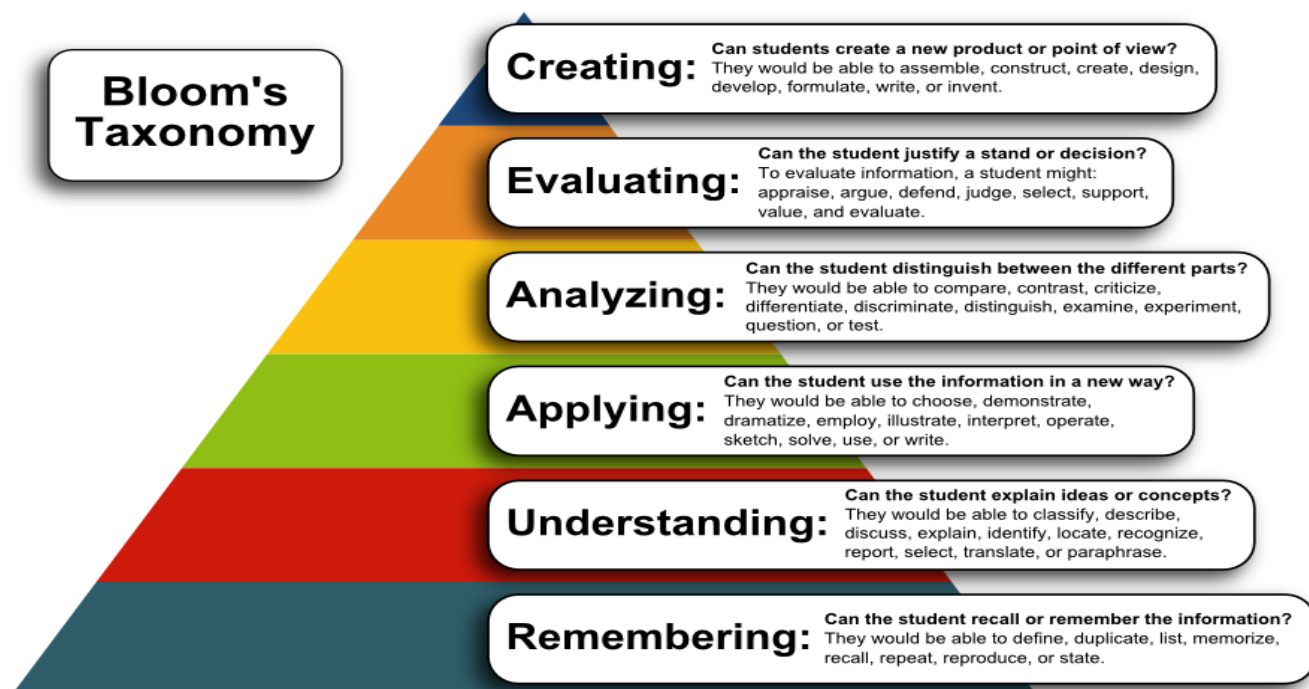 Bloom's
Taxonomy
Creating:
Can students create a new product or point of view?
They would be able to assemble, construct, create, design,
develop, formulate, write, or invent.
Evaluating:
Can the student justify a stand or decision?
To evaluate information, a student might:
appraise, argue, defend, judge, select, support,
value, and evaluate.
Analyzing:
Can the student distinguish between the different parts?
They would be able to compare, contrast, criticize,
differentiate, discriminate, distinguish, examine, experiment,
question, or test.
Applying:
Can the student use the information in a new way?
They would be able to choose, demonstrate,
dramatize, employ, illustrate, interpret, operate,
sketch, solve, use, or write.
Understanding:
Can the student explain ideas or concepts?
They would be able to classify, describe,
discuss, explain, identify, locate, recognize,
report, select, translate, or paraphrase.
Remembering:
Can the student recall or remember the information?
They would be able to define, duplicate, list, memorize,
recall, repeat, reproduce, or state.